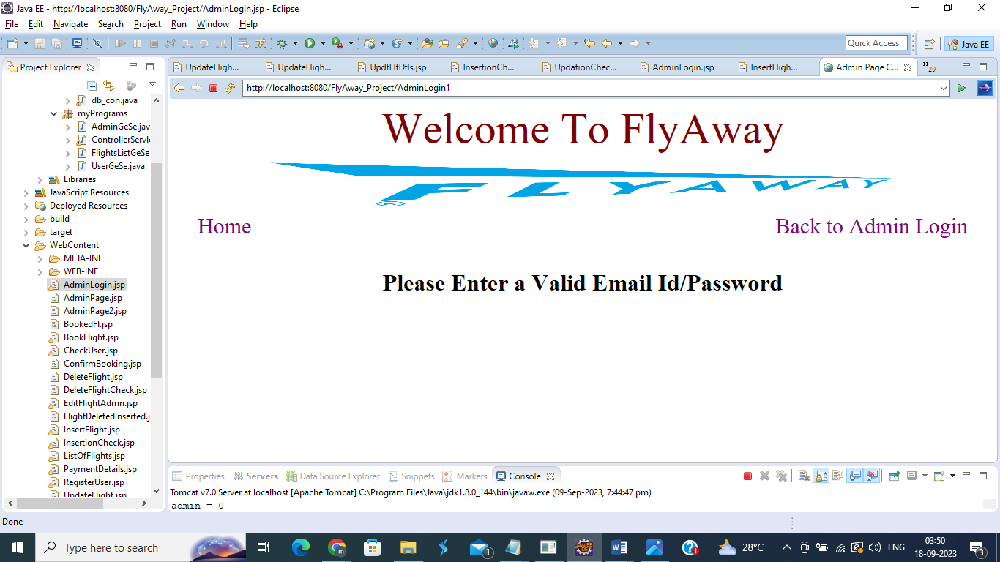 Java EE - http://localhost:8080/FlyAway_Project/AdminLogin.jsp - Eclipse
File Edit Navigate Search Project Run Window Help
Quick Access
Java EE
Project Explorer
UpdateFligh...
UpdateFligh...
UpdtFltDtls.jsp
InsertionCh...
UpdationChec...
AdminLogin.jsp
InsertFligh...
Admin Page C...
»29
http://localhost:8080/FlyAway_Project/AdminLogin1
db_con.java
myPrograms
AdminGeSe.jav
ControllerServl
FlightsListGeSe
UserGeSe.java
Libraries
JavaScript Resources
Deployed Resources
build
target
WebContent
META-INF
WEB-INF
AdminLogin.jsp
AdminPage.jsp
AdminPage2.jsp
BookedFl.jsp
BookFlight.jsp
CheckUser.jsp
ConfirmBooking.jsp
DeleteFlight.jsp
DeleteFlightCheck.jsp
EditFlightAdmn.jsp
FlightDeletedInserted.j
InsertFlight.jsp
InsertionCheck.jsp
ListOfFlights.jsp
PaymentDetails.jsp
RegisterUser.jsp
UpdateFlight.jsp
Welcome To FlyAway
FLYAWAY
®
Home
Back to Admin Login
Please Enter a Valid Email Id/Password
Properties Servers Data Source Explorer Snippets Markers Console
Tomcat v7.0 Server at localhost [Apache Tomcat] C:\Program Files\Java\jdk1.8.0_144\bin\javaw.exe (09-Sep-2023, 7:44:47 pm)
admin = 0
Done
Type here to search
1
28°C
ENG
03:50
18-09-2023
3